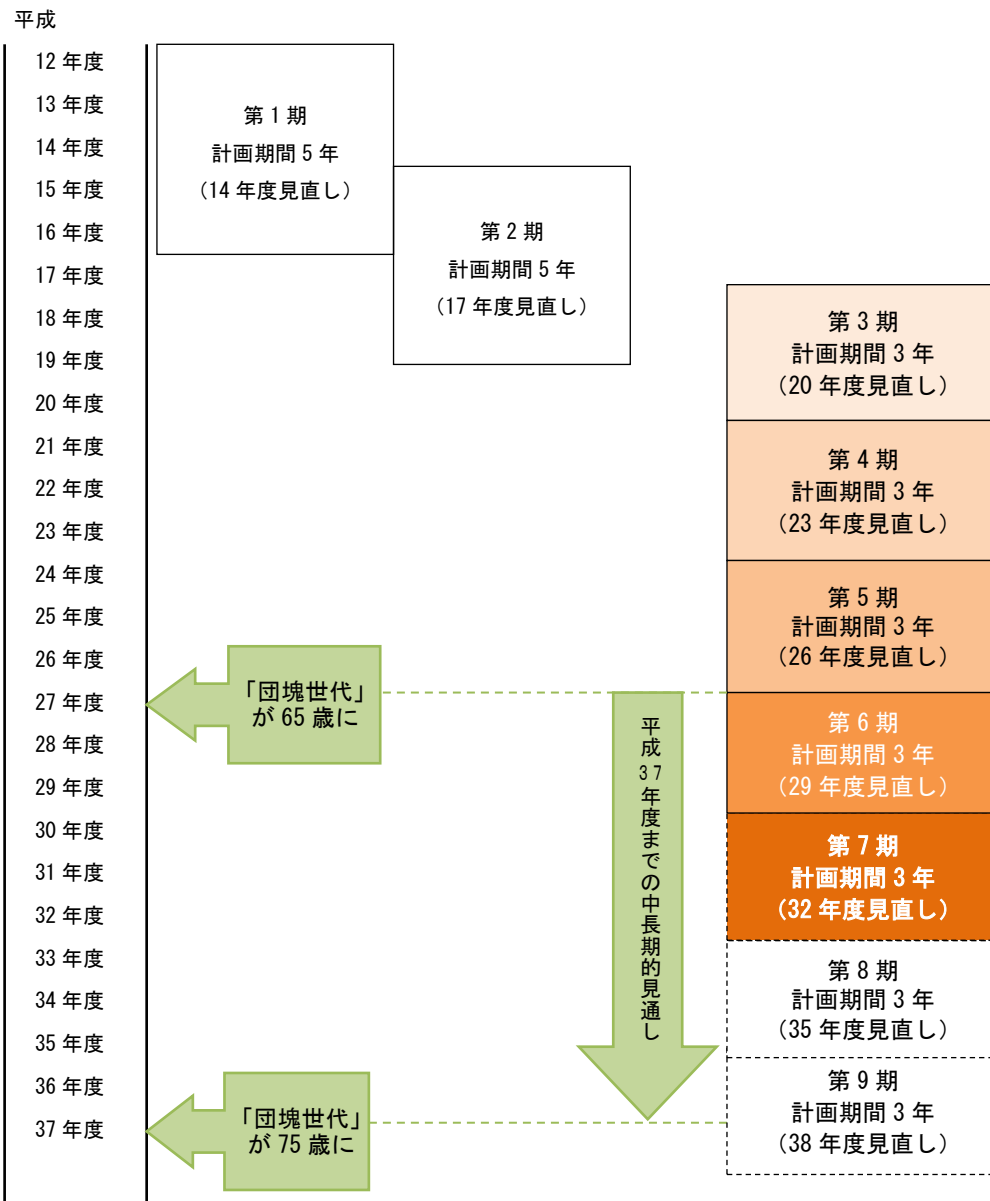 平成
12 年度
13 年度
14 年度
15 年度
16 年度
17 年度
18 年度
19 年度
20 年度
21 年度
22 年度
23 年度
24 年度
25 年度
26 年度
27 年度
28 年度
29 年度
30 年度
31 年度
32 年度
33 年度
34 年度
35 年度
36 年度
37 年度
第 1 期
計画期間 5 年
（14 年度見直し）
第 2 期
計画期間 5 年
（17 年度見直し）
第 3 期
計画期間 3 年
（20 年度見直し）
第 4 期
計画期間 3 年
（23 年度見直し）
第 5 期
計画期間 3 年
（26 年度見直し）
第 6 期
計画期間 3 年
（29 年度見直し）
第 7 期
計画期間 3 年
（32 年度見直し）
第 8 期
計画期間 3 年
（35 年度見直し）
第 9 期
計画期間 3 年
（38 年度見直し）
「団塊世代」
が 65 歳に
平成37年度までの中長期的見通し
「団塊世代」
が 75 歳に